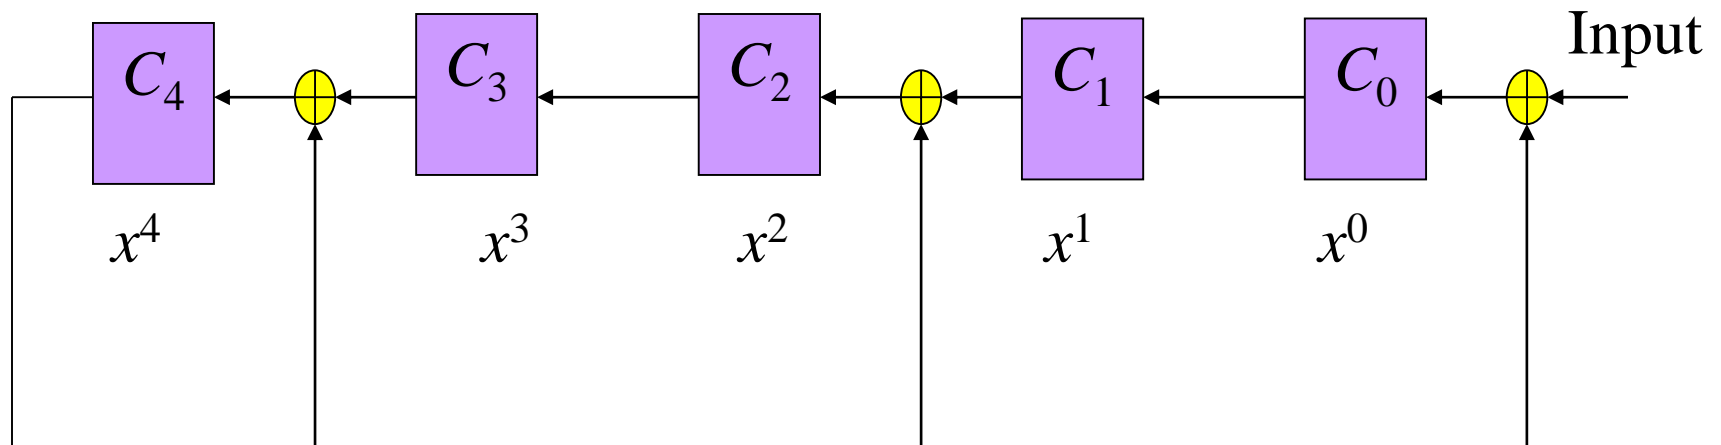 Input
C₄ C₃ C₂ C₁ C₀
x⁴ x³ x² x¹ x⁰